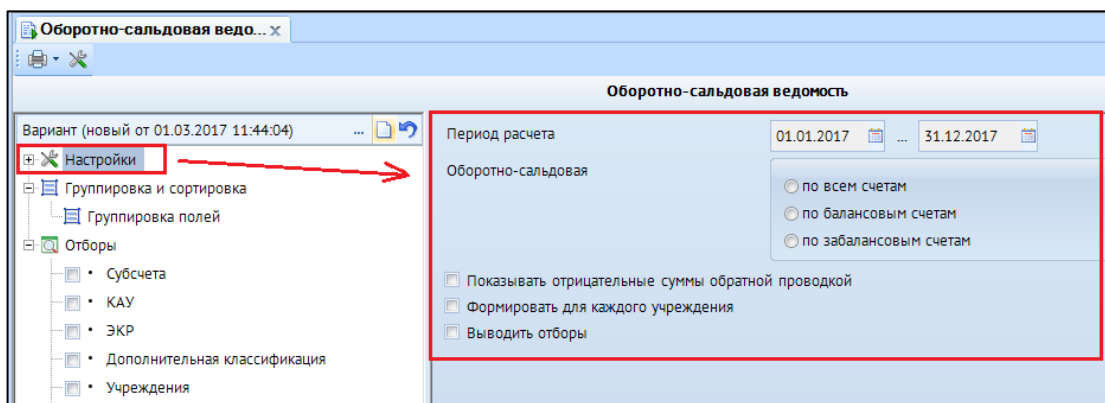 Оборотно-сальдовая ведо... x
Оборотно-сальдовая ведомость
Вариант (новый от 01.03.2017 11:44:04) ...
Настройки
Группировка и сортировка
Группировка полей
Отборы
• Субсчета
• КАУ
• ЭКР
• Дополнительная классификация
• Учреждения
Период расчета 01.01.2017 ... 31.12.2017
Оборотно-сальдовая
по всем счетам
по балансовым счетам
по забалансовым счетам
Показывать отрицательные суммы обратной проводкой
Формировать для каждого учреждения
Выводить отборы